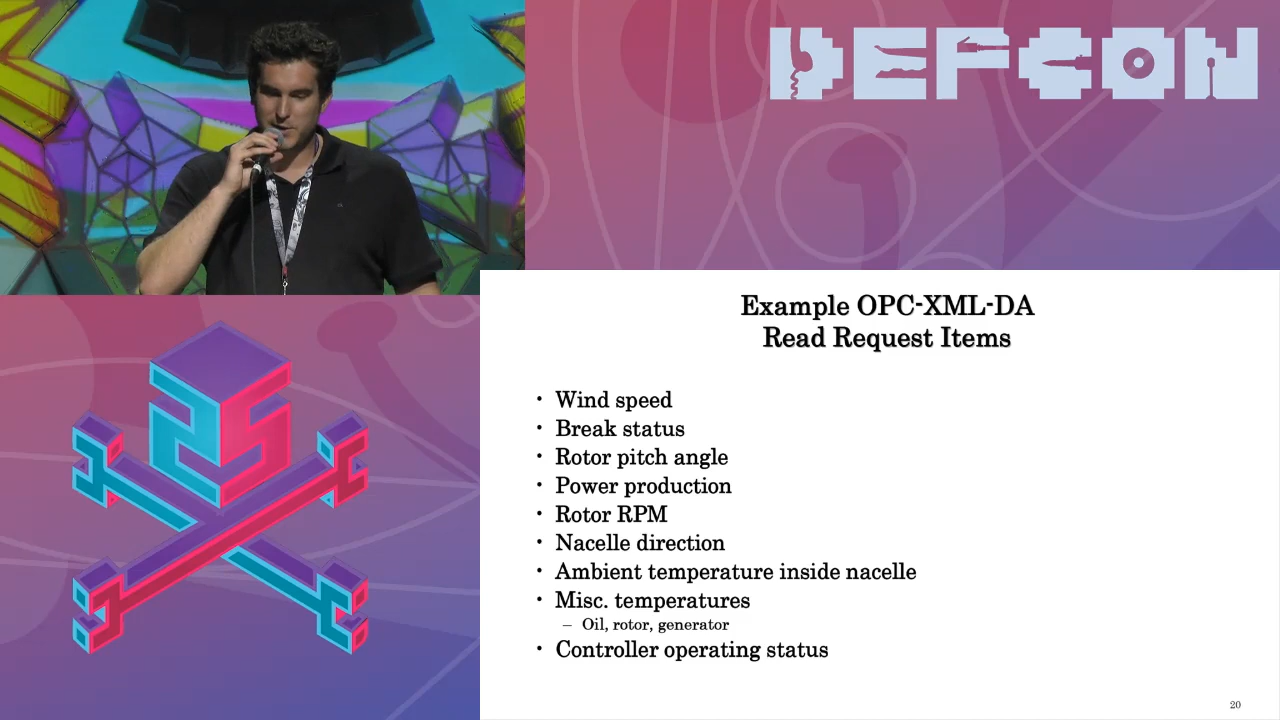 DEFCON
25
Example OPC-XML-DA
Read Request Items
• Wind speed
• Break status
• Rotor pitch angle
• Power production
• Rotor RPM
• Nacelle direction
• Ambient temperature inside nacelle
• Misc. temperatures
– Oil, rotor, generator
• Controller operating status
20